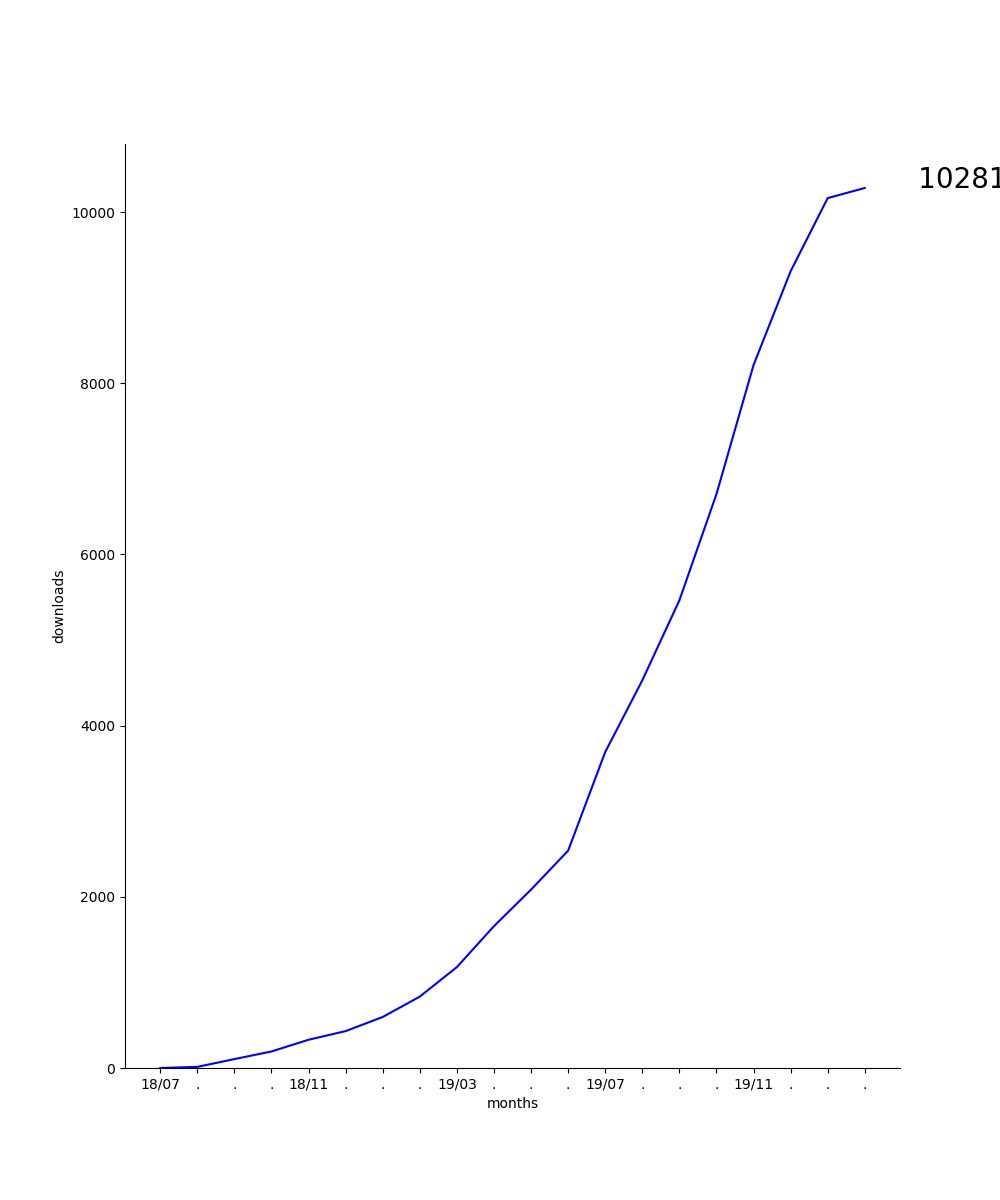 10281
10000
8000
6000
4000
2000
0
downloads
18/07 . . . 18/11 . . . 19/03 . . . 19/07 . . . 19/11 . . .
months